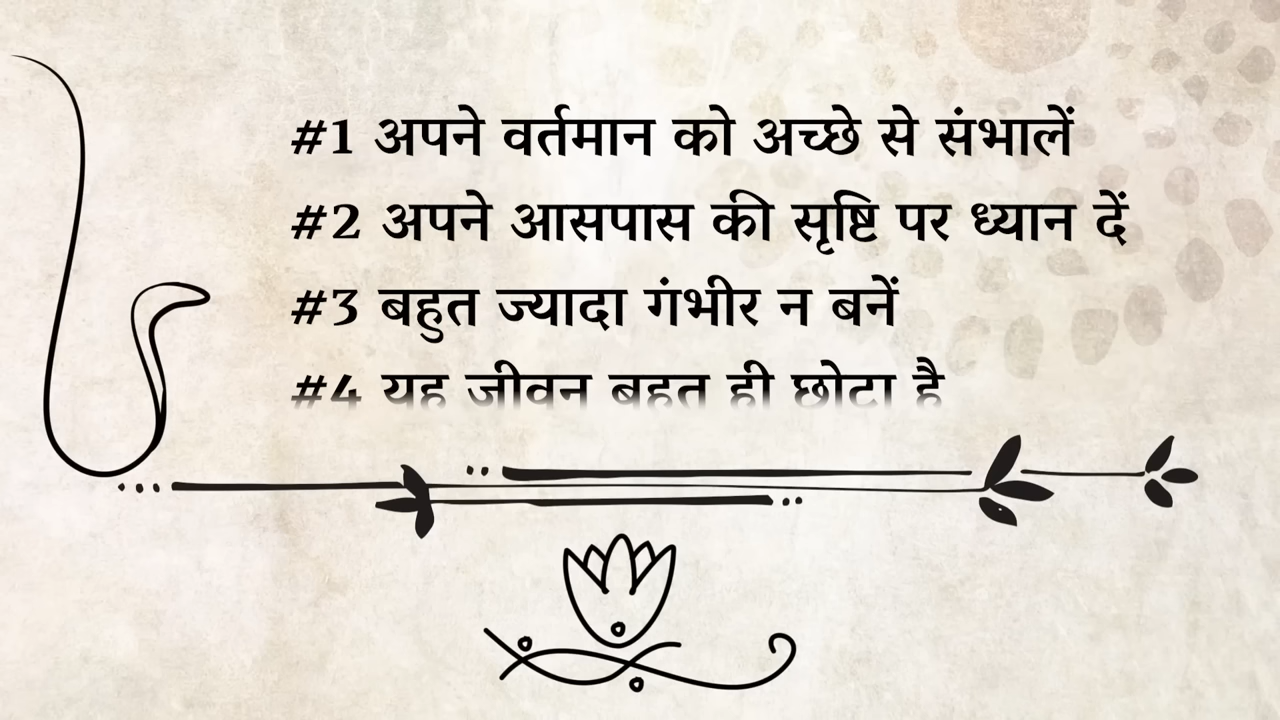 #1 अपने वर्तमान को अच्छे से संभालें
#2 अपने आसपास की सृष्टि पर ध्यान दें
#3 बहुत ज्यादा गंभीर न बनें
#4 यह जीवन बहुत ही छोटा है